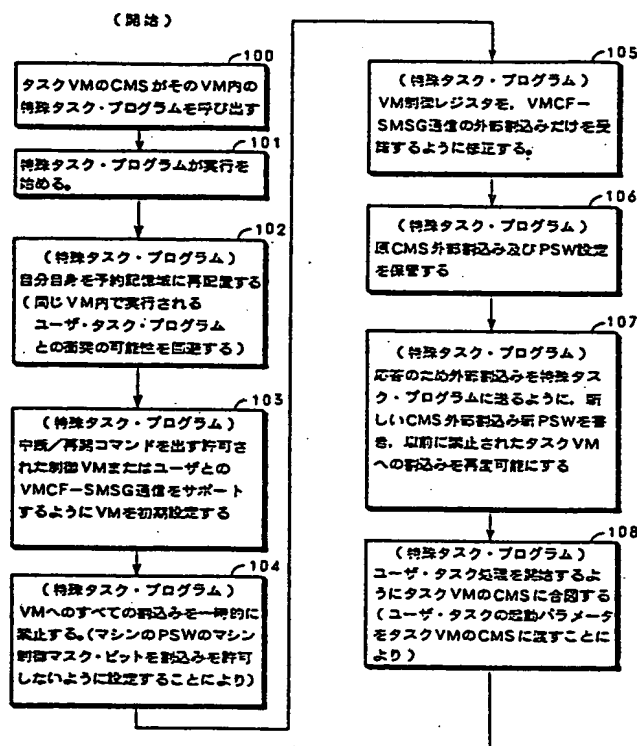 (開始)
100
タスクVMのCMSがそのVM内の
特殊タスク・プログラムを呼び出す
101
特殊タスク・プログラムが実行を
始める。
102
(特殊タスク・プログラム)
自分自身を予約記憶域に再配置する
(同じVM内で実行される
ユーザ・タスク・プログラム
との衝突の可能性を回避する)
103
(特殊タスク・プログラム)
中断/再開コマンドを出す許可さ
れた制御VMまたはユーザとの
VMCF-SMSG通信をサポート
するようにVMを初期設定する
104
(特殊タスク・プログラム)
VMへのすべての割込みを一時的に
禁止する。(マシンのPSWのマシン
制御マスク・ビットを割込みを許可
しないように設定することにより)
105
(特殊タスク・プログラム)
VM制御レジスタを、VMCF-
SMSG通信の外部割込みだけを受
諾するように修正する。
106
(特殊タスク・プログラム)
原CMS外部割込み及びPSW設定
を保管する
107
(特殊タスク・プログラム)
応答のため外部割込みを特殊タス
ク・プログラムに送るように、新
しいCMS外部割込み新PSWを書
き、以前に禁止されたタスクVM
への割込みを再度可能にする
108
(特殊タスク・プログラム)
ユーザ・タスク処理を開始するよ
うにタスクVMのCMSに合図する
(ユーザ・タスクの起動パラメータ
をタスクVMのCMSに渡すことに
より)